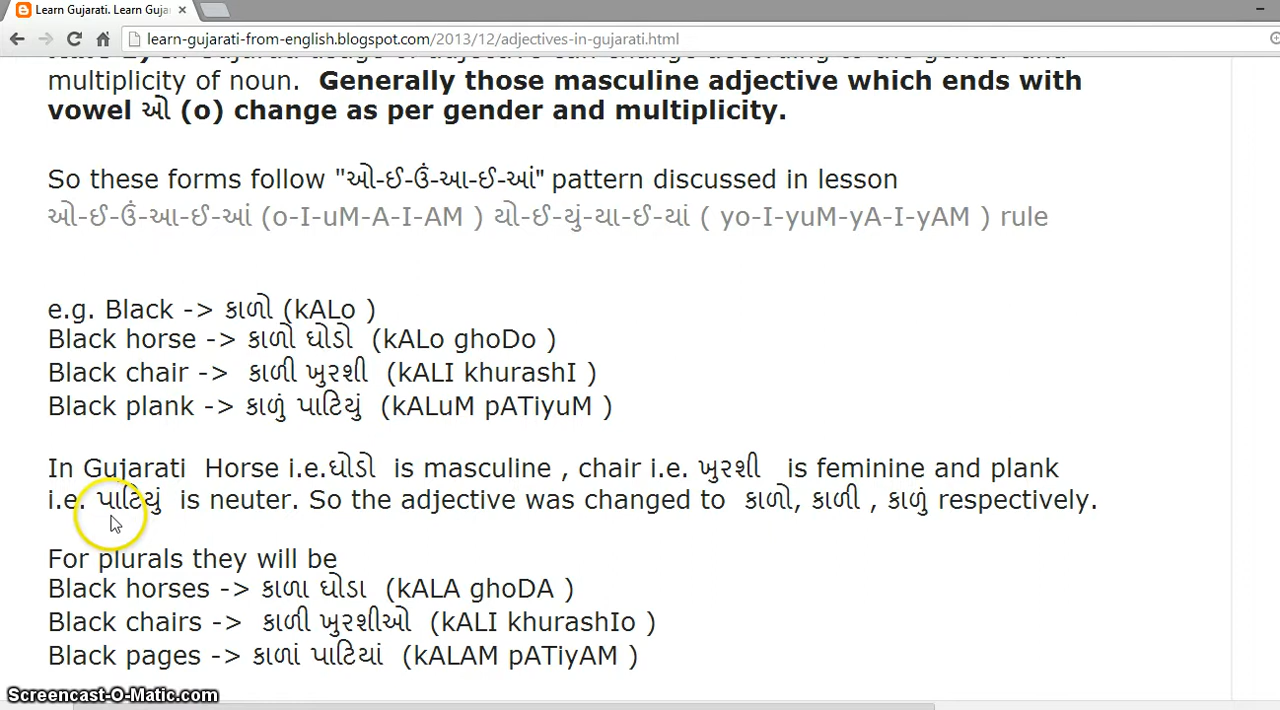 Learn Gujarati. Learn Guja
learn-gujarati-from-english.blogspot.com/2013/12/adjectives-in-gujarati.html
multiplicity of noun. Generally those masculine adjective which ends with
vowel ઓ (o) change as per gender and multiplicity.
So these forms follow "ઓ-ઈ-ઉં-આ-ઈ-આં" pattern discussed in lesson
ઓ-ઈ-ઉં-આ-ઈ-આં (o-I-uM-A-I-AM ) યો-ઈ-યું-યા-ઈ-યાં ( yo-I-yuM-yA-I-yAM ) rule
e.g. Black -> કાળો (kALo )
Black horse -> કાળો ઘોડો (kALo ghoDo )
Black chair -> કાળી ખુરશી (kALI khurashI )
Black plank -> કાળું પાટિયું (kALuM pATiyuM )
In Gujarati Horse i.e.ઘોડો is masculine , chair i.e. ખુરશી is feminine and plank
i.e. પાટિયું is neuter. So the adjective was changed to કાળો, કાળી , કાળું respectively.
For plurals they will be
Black horses -> કાળા ઘોડા (kALA ghoDA )
Black chairs -> કાળી ખુરશીઓ (kALI khurashIo )
Black pages -> કાળાં પાટિયાં (kALAM pATiyAM )
Screencast-O-Matic.com